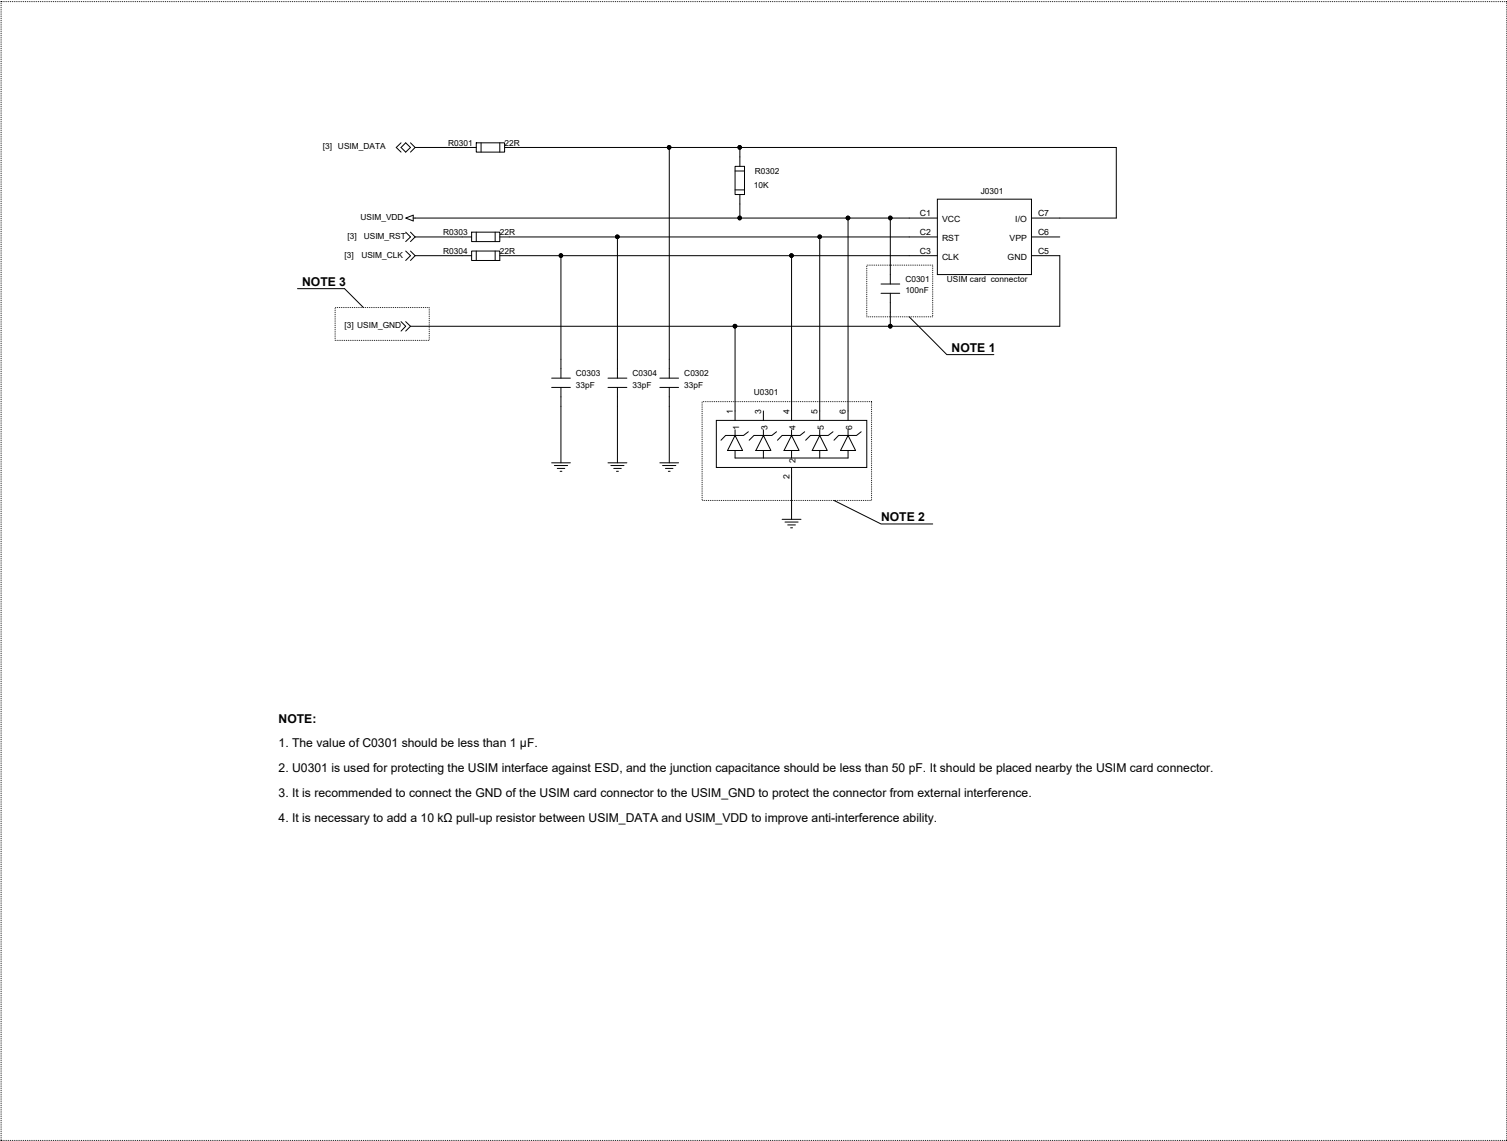 [3] USIM_DATA R0301 22R
R0302
10K
J0301
USIM_VDD C1 VCC I/O C7
[3] USIM_RST R0303 22R C2 RST VPP C6
[3] USIM_CLK R0304 22R C3 CLK GND C5
USIM card connector
NOTE 3
C0301
100nF
[3] USIM_GND
NOTE 1
C0303 C0304 C0302
33pF 33pF 33pF
U0301
1 3 4 5 6
1 3 4 5 6
2
2
NOTE 2
NOTE:
1. The value of C0301 should be less than 1 µF.
2. U0301 is used for protecting the USIM interface against ESD, and the junction capacitance should be less than 50 pF. It should be placed nearby the USIM card connector.
3. It is recommended to connect the GND of the USIM card connector to the USIM_GND to protect the connector from external interference.
4. It is necessary to add a 10 kΩ pull-up resistor between USIM_DATA and USIM_VDD to improve anti-interference ability.